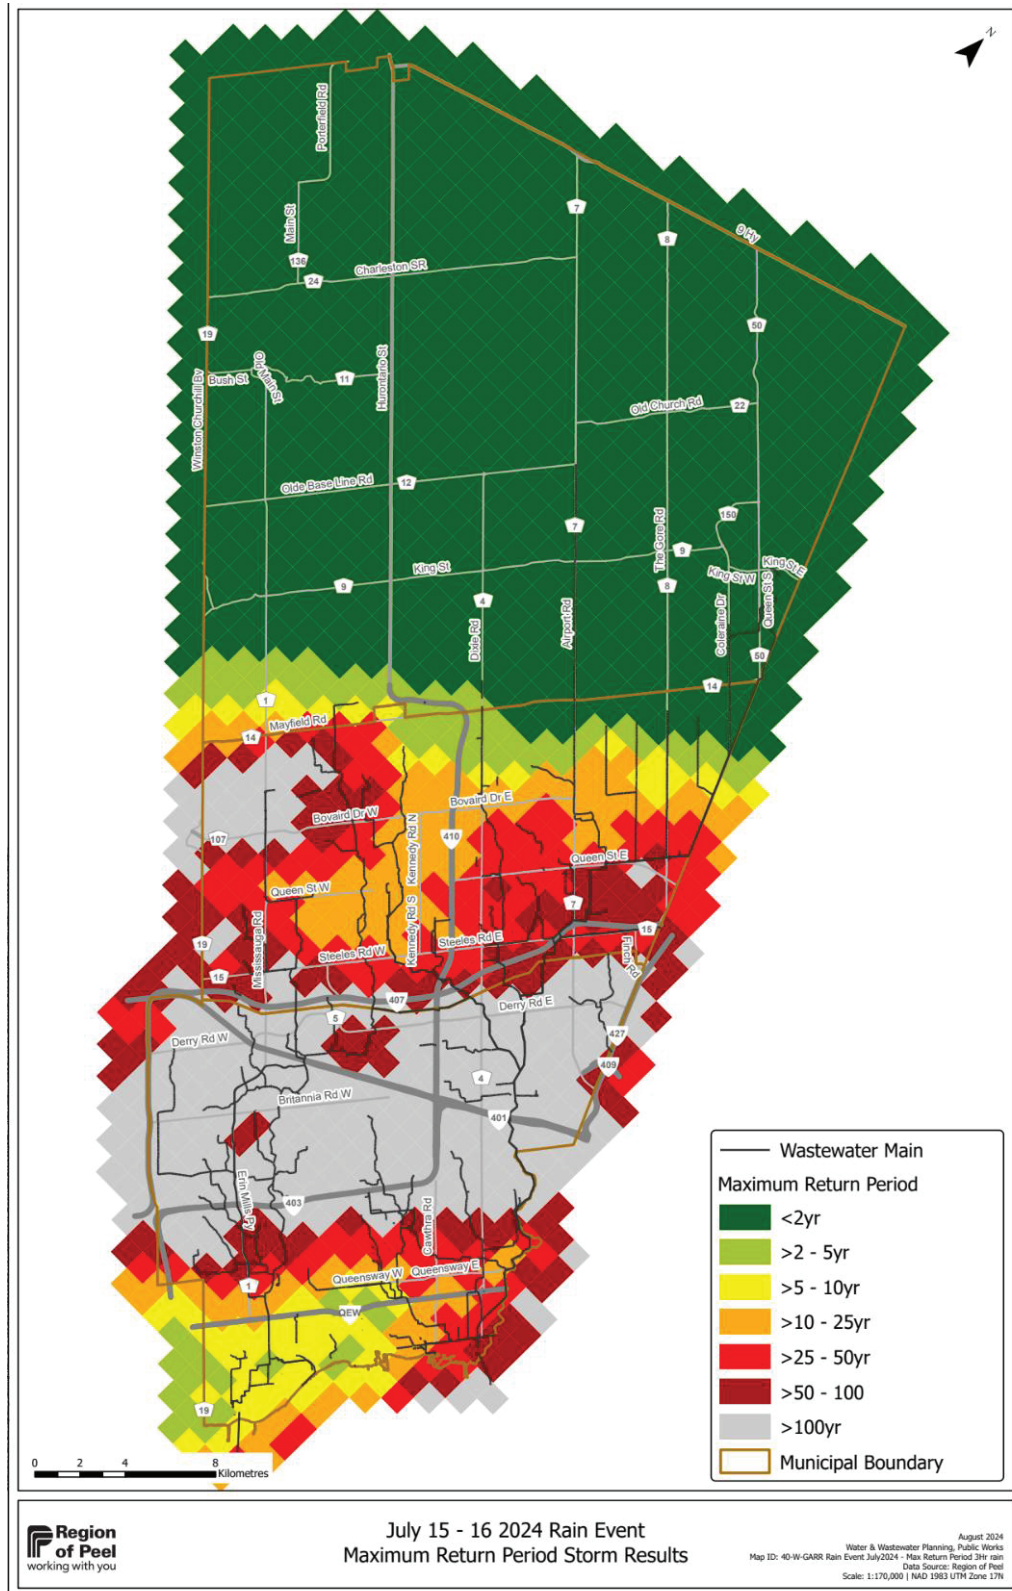 N
Porterfield Rd
7
Main St
8
9 Hy
136
24
Charleston SR
19
50
Hurontario St
Old Main St
Bush St
11
Winston Churchill Bv
Old Church Rd
22
Olde Base Line Rd
12
150
7
The Gore Rd
9
King St
King St W
King St E
9
4
8
Airport Rd
Dixie Rd
Coleraine Dr
Queen St S
50
14
1
Mayfield Rd
14
Bovaird Dr E
Bovaird Dr W
107
410
Kennedy Rd N
Queen St E
Queen St W
7
Kennedy Rd S
Mississauga Rd
15
19
Steeles Rd E
Steeles Rd W
Finch Rd
15
407
Derry Rd E
5
427
Derry Rd W
409
4
Britannia Rd W
401
Erin Mills Py
403
Cawthra Rd
Queensway W
Queensway E
1
QEW
19
0 2 4 8
Kilometres
Wastewater Main
Maximum Return Period
<2yr
>2 - 5yr
>5 - 10yr
>10 - 25yr
>25 - 50yr
>50 - 100
>100yr
Municipal Boundary
Region
of Peel
working with you
July 15 - 16 2024 Rain Event
Maximum Return Period Storm Results
August 2024
Water & Wastewater Planning, Public Works
Map ID: 40-W-GARR Rain Event July2024 - Max Return Period 3Hr rain
Data Source: Region of Peel
Scale: 1:170,000 | NAD 1983 UTM Zone 17N